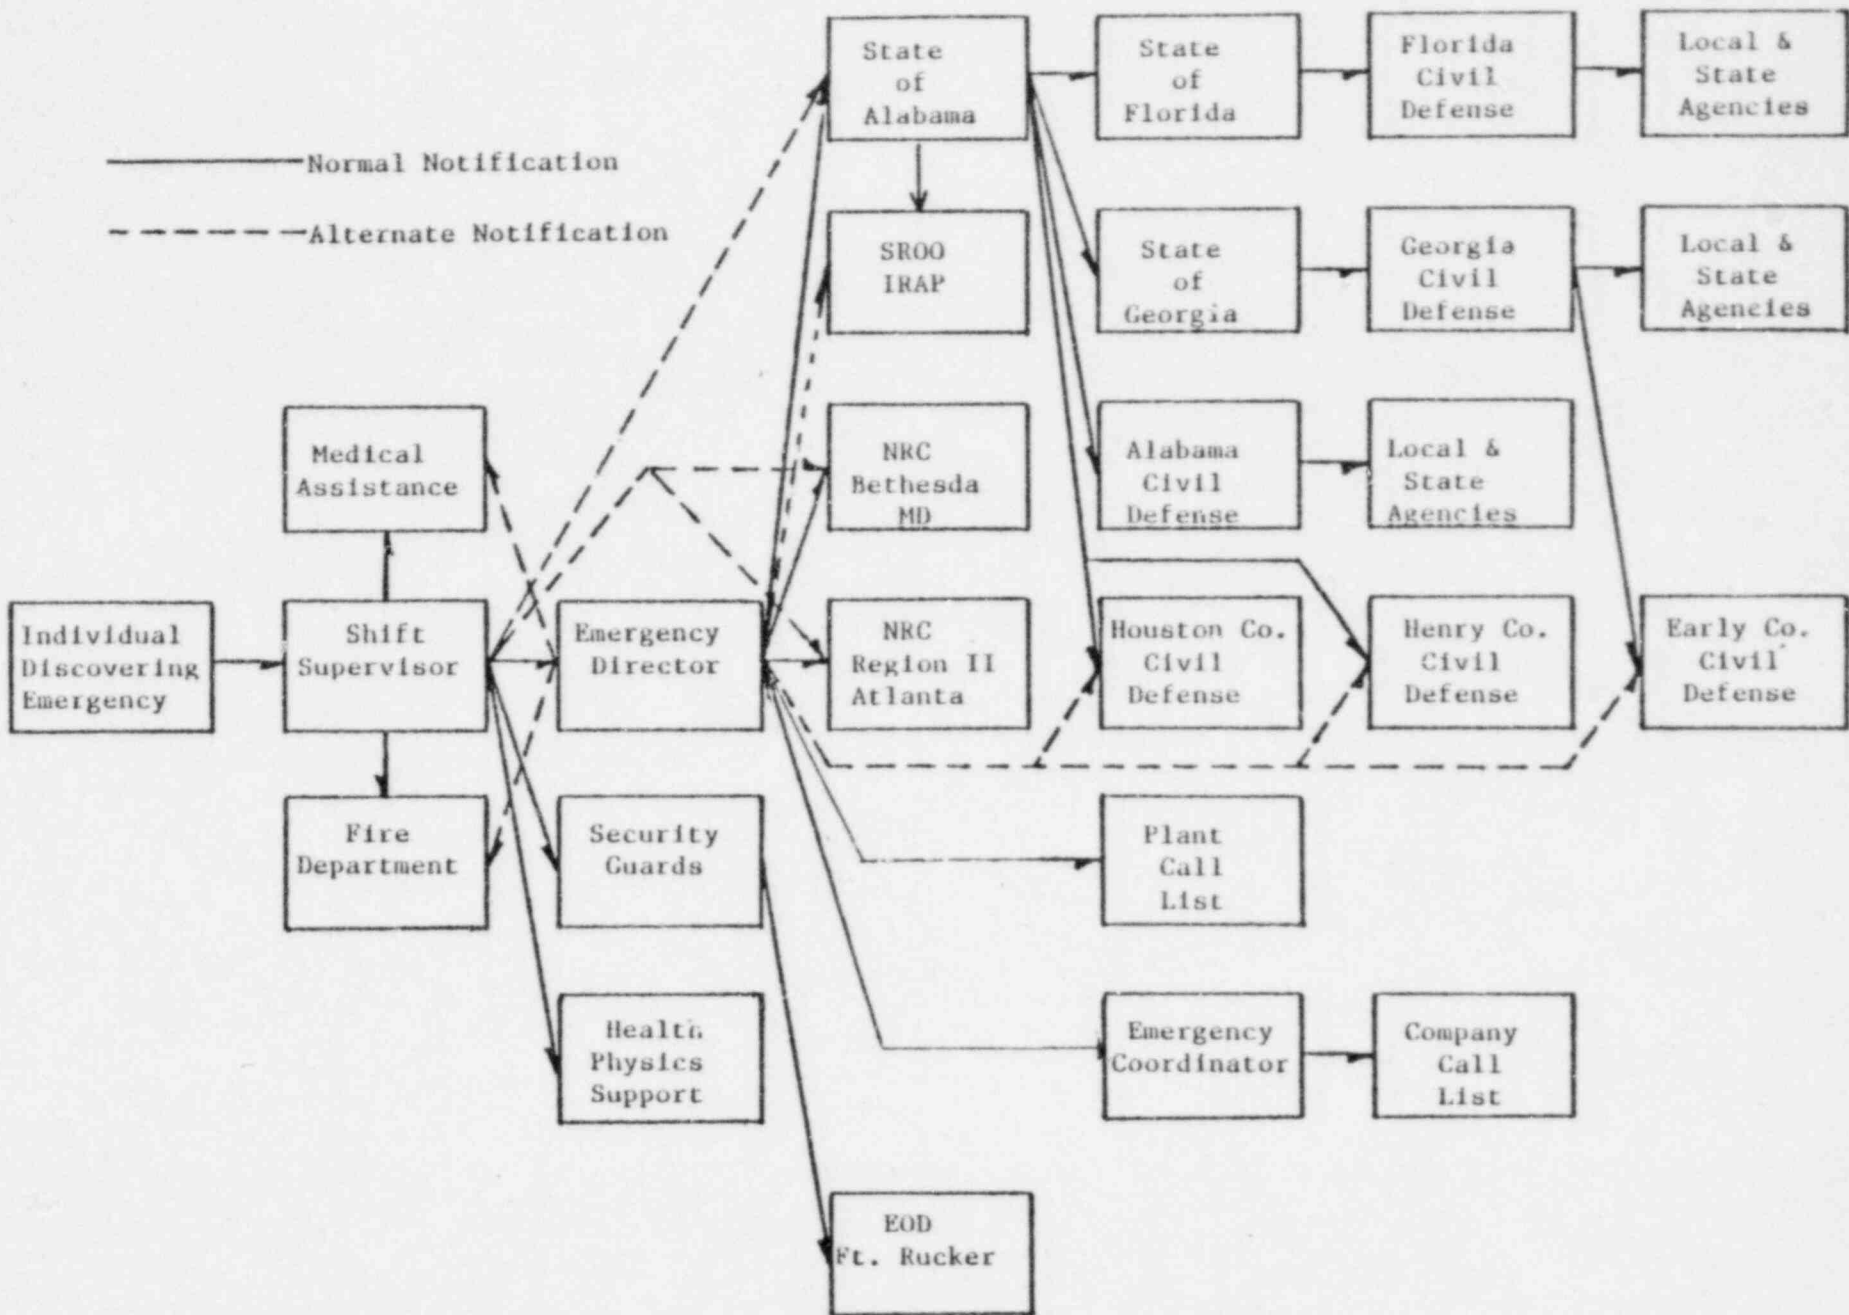 State
of
Alabama
State
of
Florida
Florida
Civil
Defense
Local &
State
Agencies
Normal Notification
Alternate Notification
SROO
IRAP
State
of
Georgia
Georgia
Civil
Defense
Local &
State
Agencies
Medical
Assistance
NRC
Bethesda
MD
Alabama
Civil
Defense
Local &
State
Agencies
Individual
Discovering
Emergency
Shift
Supervisor
Emergency
Director
NRC
Region II
Atlanta
Houston Co.
Civil
Defense
Henry Co.
Civil
Defense
Early Co.
Civil
Defense
Fire
Department
Security
Guards
Plant
Call
List
Health
Physics
Support
Emergency
Coordinator
Company
Call
List
EOD
Ft. Rucker